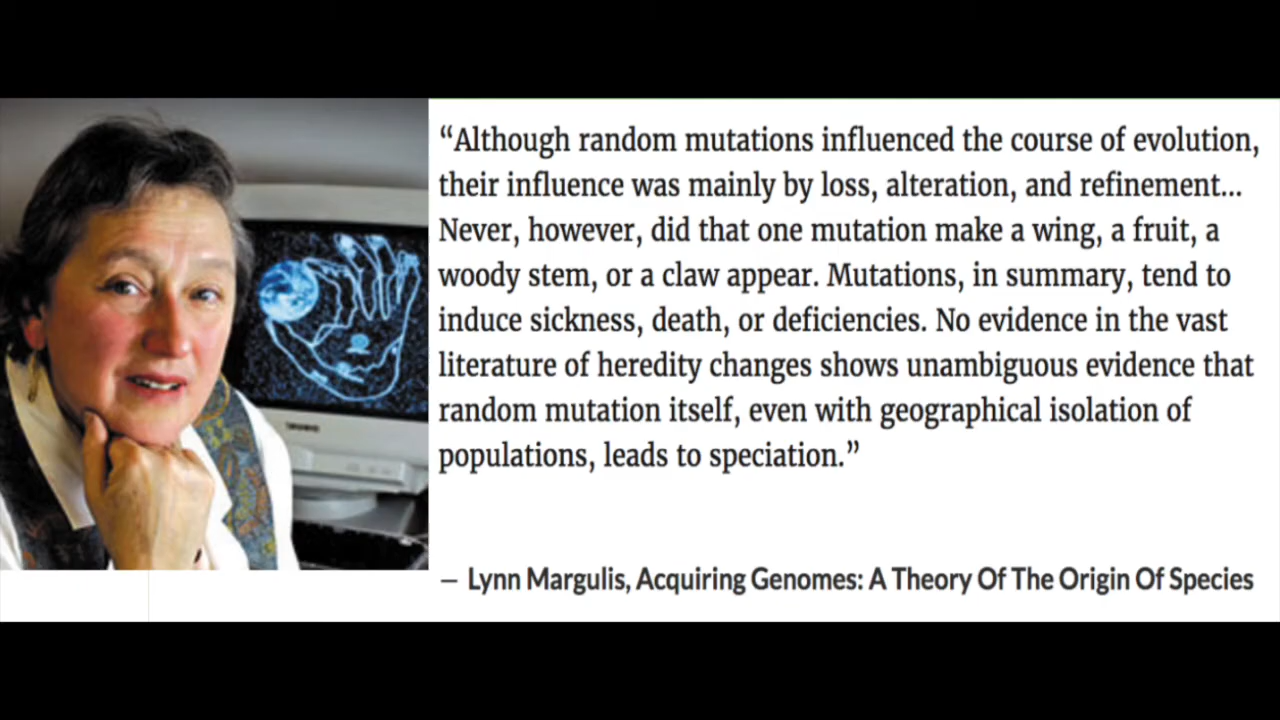 “Although random mutations influenced the course of evolution,
their influence was mainly by loss, alteration, and refinement...
Never, however, did that one mutation make a wing, a fruit, a
woody stem, or a claw appear. Mutations, in summary, tend to
induce sickness, death, or deficiencies. No evidence in the vast
literature of heredity changes shows unambiguous evidence that
random mutation itself, even with geographical isolation of
populations, leads to speciation.”
– Lynn Margulis, Acquiring Genomes: A Theory Of The Origin Of Species